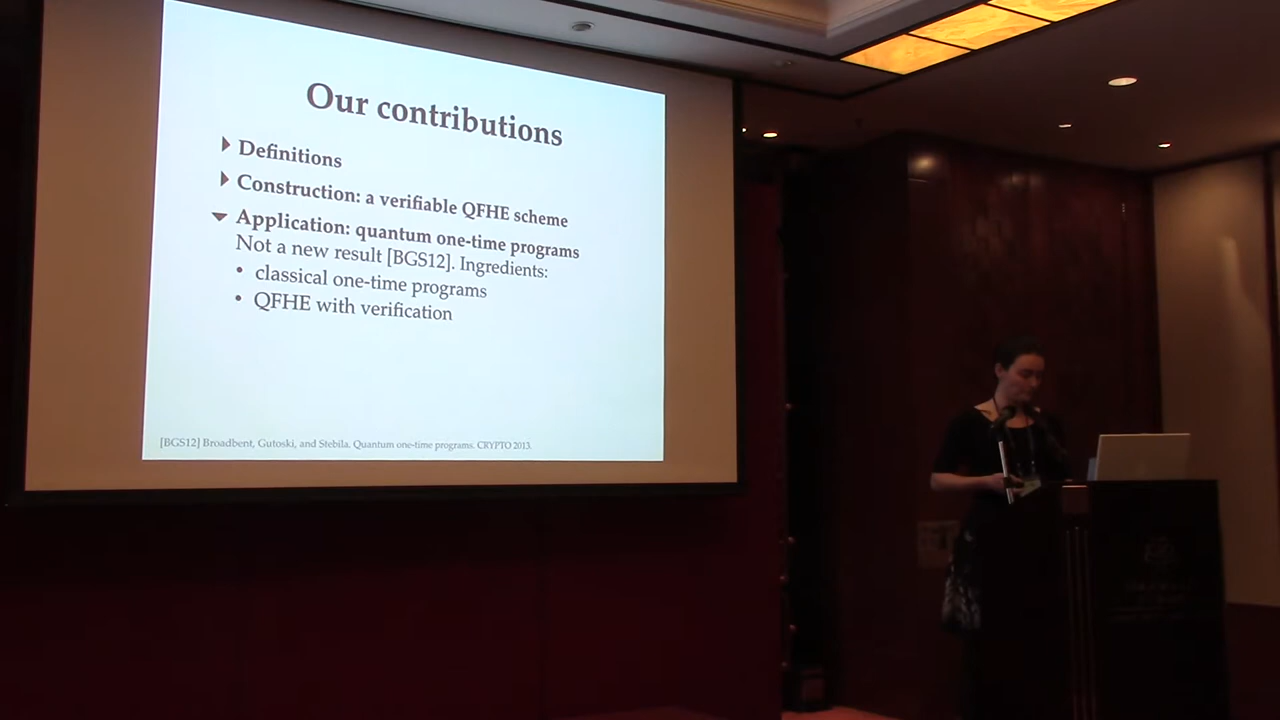 Our contributions
Definitions
Construction: a verifiable QFHE scheme
Application: quantum one-time programs
Not a new result [BGS12]. Ingredients:
• classical one-time programs
• QFHE with verification
[BGS12] Broadbent, Gutoski, and Stebila. Quantum one-time programs. CRYPTO 2013.